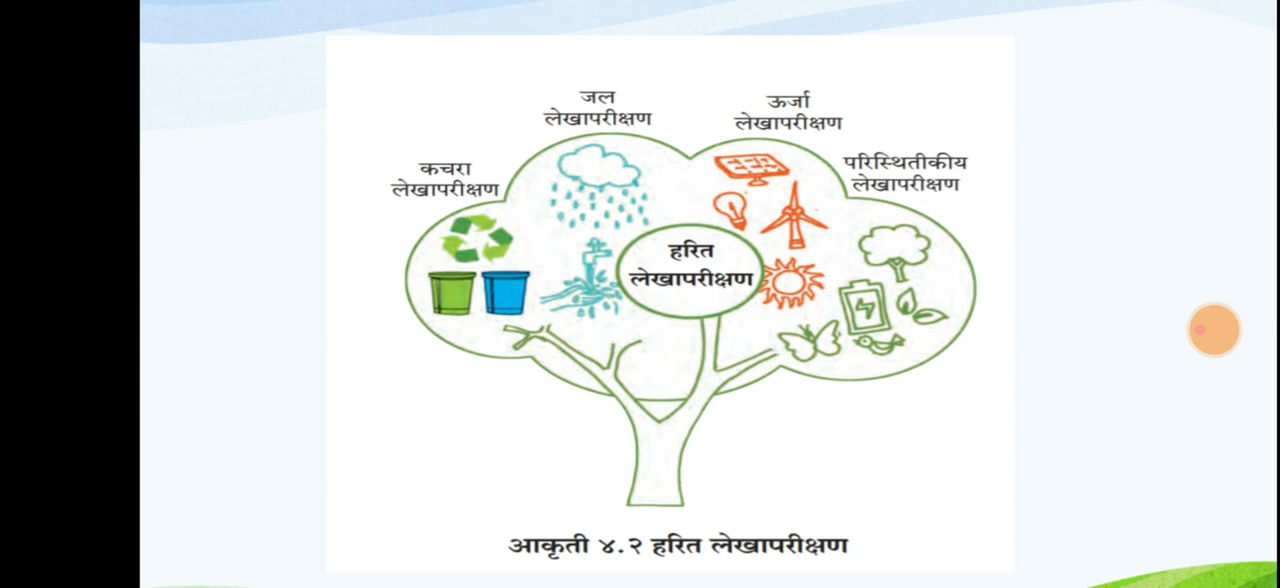 जल
लेखापरीक्षण
ऊर्जा
लेखापरीक्षण
कचरा
लेखापरीक्षण
परिस्थितीकीय
लेखापरीक्षण
हरित
लेखापरीक्षण
आकृती ४.२ हरित लेखापरीक्षण